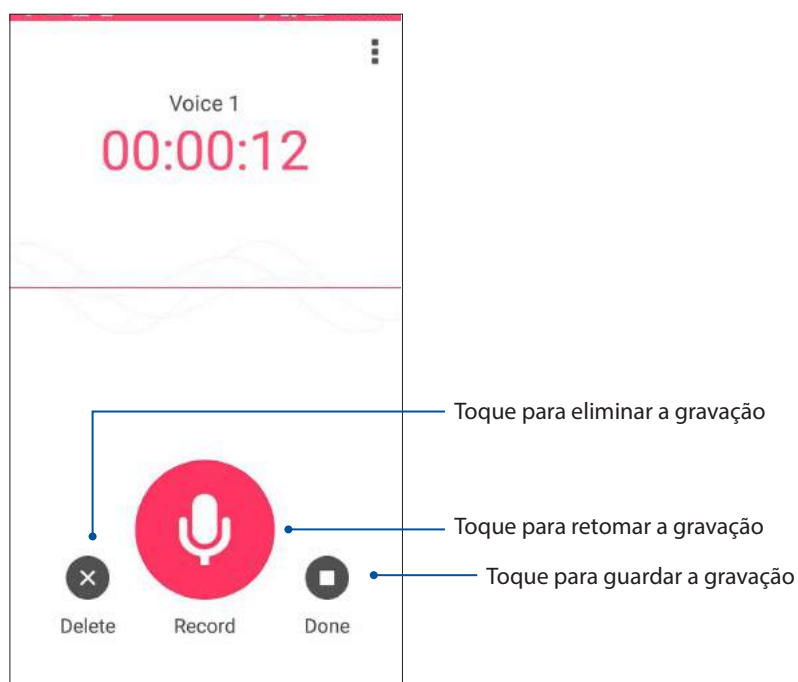 Voice 1
00:00:12
Toque para eliminar a gravação
Toque para retomar a gravação
Toque para guardar a gravação
Delete
Record
Done